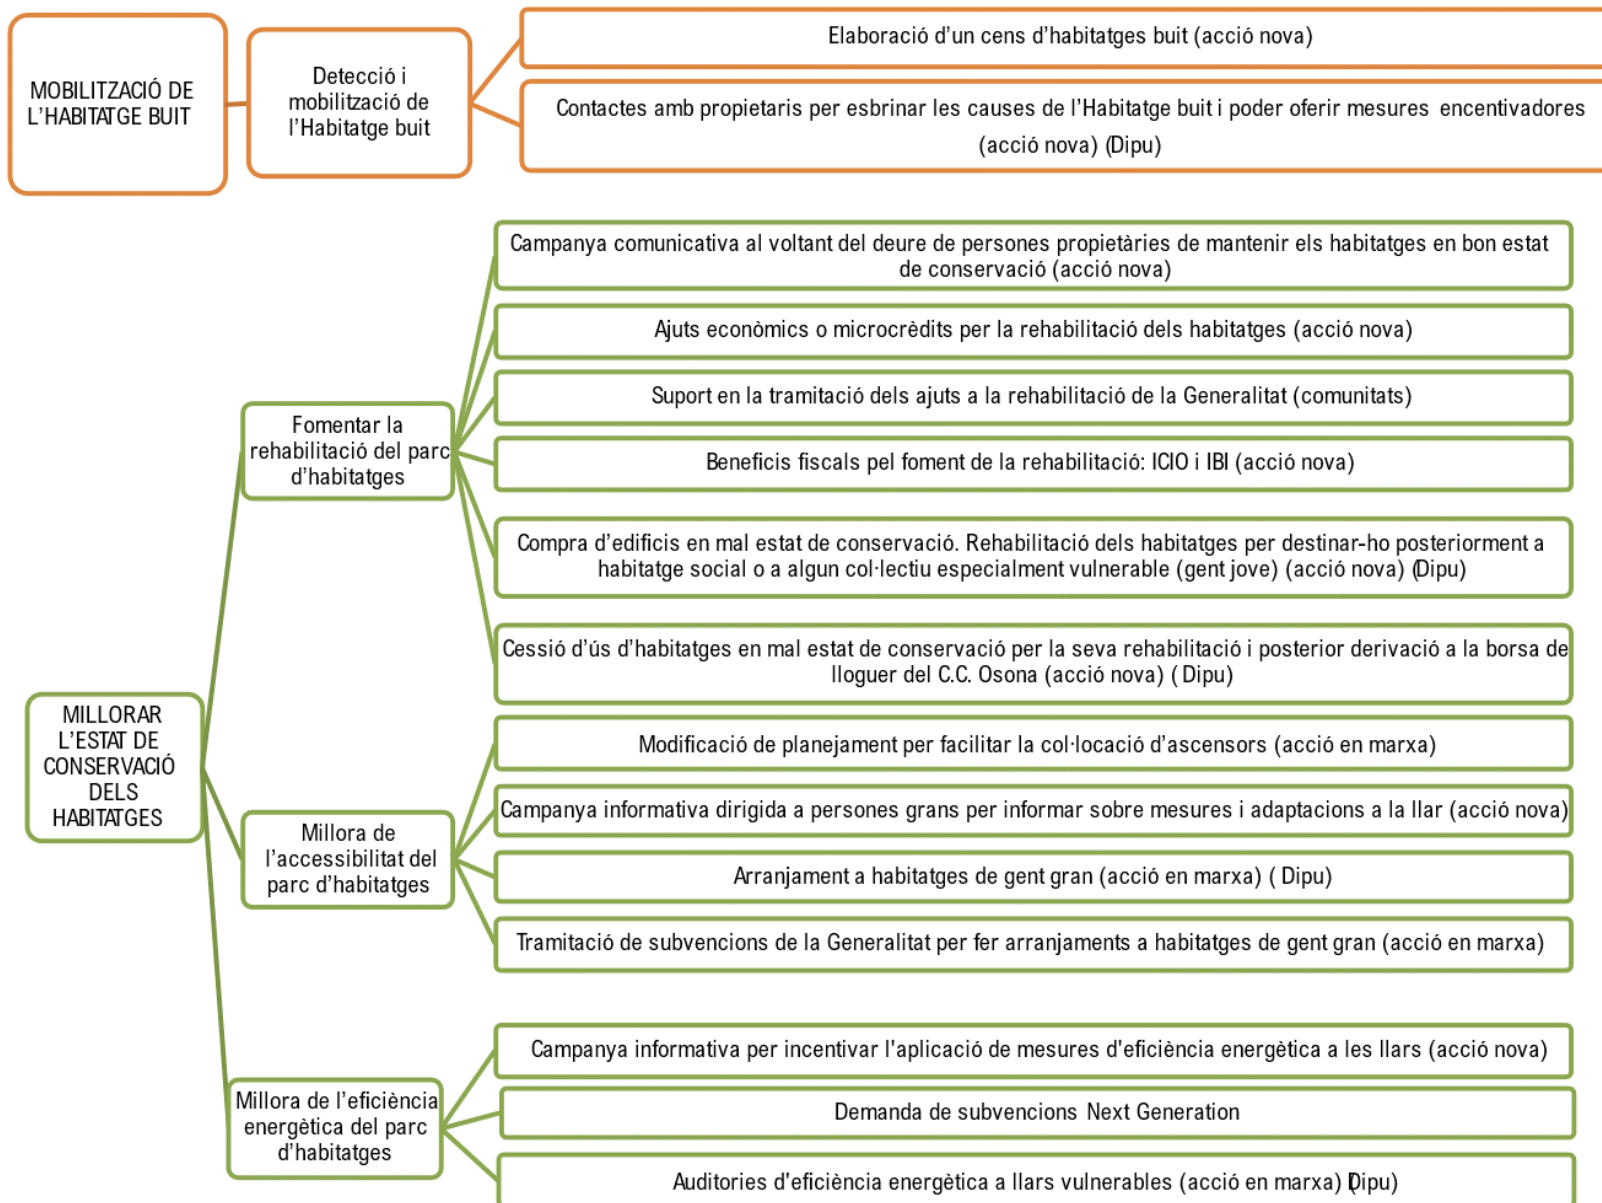 MOBILITZACIÓ DE
L'HABITATGE BUIT
Detecció i
mobilització de
l'Habitatge buit
Elaboració d'un cens d'habitatges buit (acció nova)
Contactes amb propietaris per esbrinar les causes de l'Habitatge buit i poder oferir mesures encentivadores
(acció nova) (Dipu)
MILLORAR
L'ESTAT DE
CONSERVACIÓ
DELS
HABITATGES
Fomentar la
rehabilitació del parc
d'habitatges
Campanya comunicativa al voltant del deure de persones propietàries de mantenir els habitatges en bon estat
de conservació (acció nova)
Ajuts econòmics o microcrèdits per la rehabilitació dels habitatges (acció nova)
Suport en la tramitació dels ajuts a la rehabilitació de la Generalitat (comunitats)
Beneficis fiscals pel foment de la rehabilitació: ICIO i IBI (acció nova)
Compra d'edificis en mal estat de conservació. Rehabilitació dels habitatges per destinar-ho posteriorment a
habitatge social o a algun col·lectiu especialment vulnerable (gent jove) (acció nova) (Dipu)
Cessió d'ús d'habitatges en mal estat de conservació per la seva rehabilitació i posterior derivació a la borsa de
lloguer del C.C. Osona (acció nova) ( Dipu)
Millora de
l'accessibilitat del
parc d'habitatges
Modificació de planejament per facilitar la col·locació d'ascensors (acció en marxa)
Campanya informativa dirigida a persones grans per informar sobre mesures i adaptacions a la llar (acció nova)
Arranjament a habitatges de gent gran (acció en marxa) ( Dipu)
Tramitació de subvencions de la Generalitat per fer arranjaments a habitatges de gent gran (acció en marxa)
Millora de l'eficiència
energètica del parc
d'habitatges
Campanya informativa per incentivar l'aplicació de mesures d'eficiència energètica a les llars (acció nova)
Demanda de subvencions Next Generation
Auditories d'eficiència energètica a llars vulnerables (acció en marxa) (Dipu)